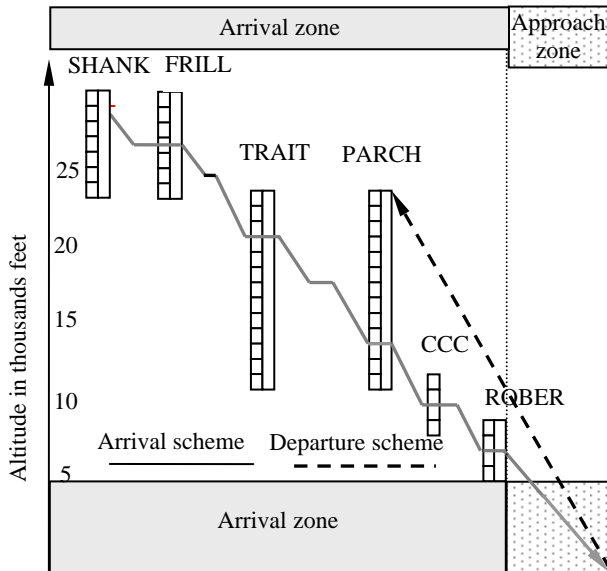 Arrival zone
Approach
zone
SHANK
FRILL
TRAIT
PARCH
CCC
ROBER
Altitude in thousands feet
25
20
15
10
5
Arrival scheme
Departure scheme
Arrival zone